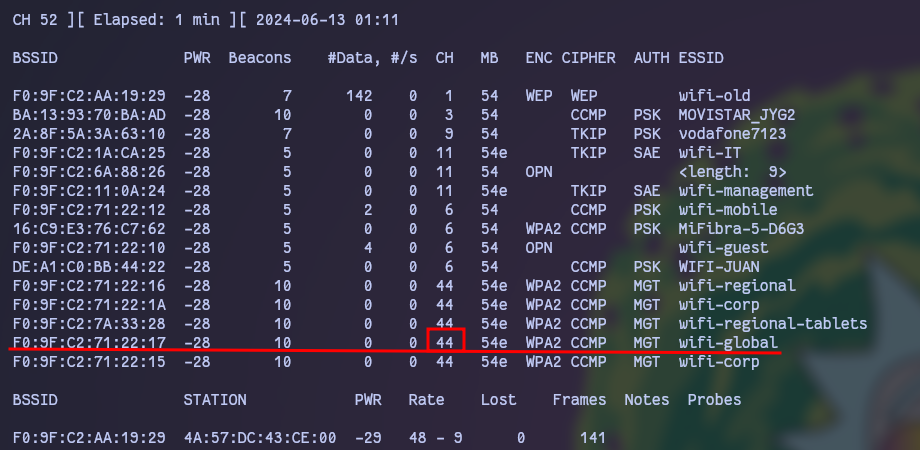 CH 52 ][ Elapsed: 1 min ][ 2024-06-13 01:11
BSSID PWR Beacons #Data, #/s CH MB ENC CIPHER AUTH ESSID
F0:9F:C2:AA:19:29 -28 7 142 0 1 54 WEP WEP wifi-old
BA:13:93:70:BA:AD -28 10 0 0 3 54 CCMP PSK MOVISTAR_JYG2
2A:8F:5A:3A:63:10 -28 7 0 0 9 54 TKIP PSK vodafone7123
F0:9F:C2:1A:CA:25 -28 5 0 0 11 54e TKIP SAE wifi-IT
F0:9F:C2:6A:88:26 -28 5 0 0 11 54 OPN <length: 9>
F0:9F:C2:11:0A:24 -28 5 0 0 11 54e TKIP SAE wifi-management
F0:9F:C2:71:22:12 -28 5 2 0 6 54 CCMP PSK wifi-mobile
16:C9:E3:76:C7:62 -28 5 0 0 6 54 WPA2 CCMP PSK MiFibra-5-D6G3
F0:9F:C2:71:22:10 -28 5 4 0 6 54 OPN wifi-guest
DE:A1:C0:BB:44:22 -28 5 0 0 6 54 CCMP PSK WIFI-JUAN
F0:9F:C2:71:22:16 -28 10 0 0 44 54e WPA2 CCMP MGT wifi-regional
F0:9F:C2:71:22:1A -28 10 0 0 44 54e WPA2 CCMP MGT wifi-corp
F0:9F:C2:7A:33:28 -28 10 0 0 44 54e WPA2 CCMP MGT wifi-regional-tablets
F0:9F:C2:71:22:17 -28 10 0 0 44 54e WPA2 CCMP MGT wifi-global
F0:9F:C2:71:22:15 -28 10 0 0 44 54e WPA2 CCMP MGT wifi-corp
BSSID STATION PWR Rate Lost Frames Notes Probes
F0:9F:C2:AA:19:29 4A:57:DC:43:CE:00 -29 48 - 9 0 141